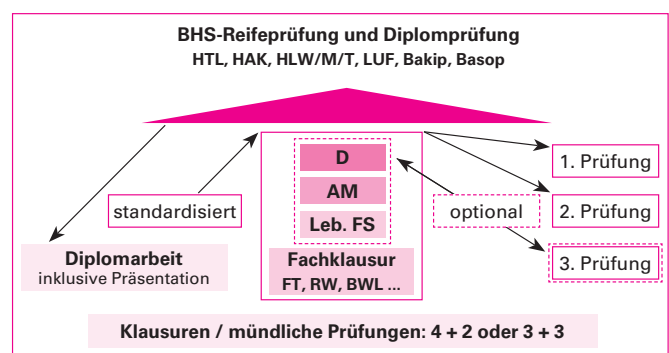 BHS-Reifeprüfung und Diplomprüfung
HTL, HAK, HLW/M/T, LUF, Bakip, Basop
D
AM
Leb. FS
Fachklausur
FT, RW, BWL ...
standardisiert
optional
1. Prüfung
2. Prüfung
3. Prüfung
Diplomarbeit
inklusive Präsentation
Klausuren / mündliche Prüfungen: 4 + 2 oder 3 + 3